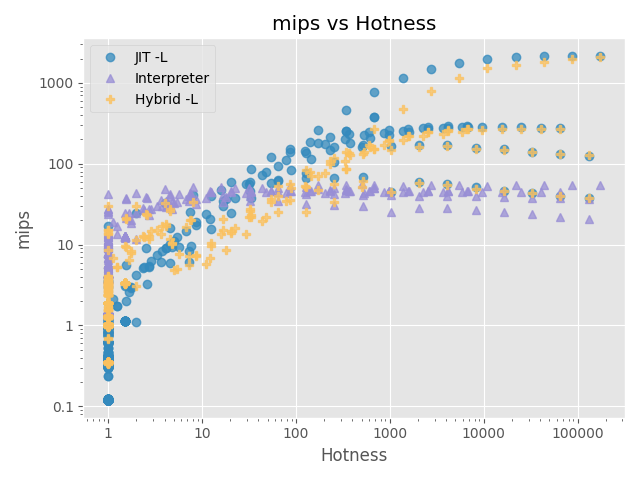 mips vs Hotness
JIT -L
Interpreter
Hybrid -L
mips
1000
100
10
1
0.1
1 10 100 1000 10000 100000
Hotness